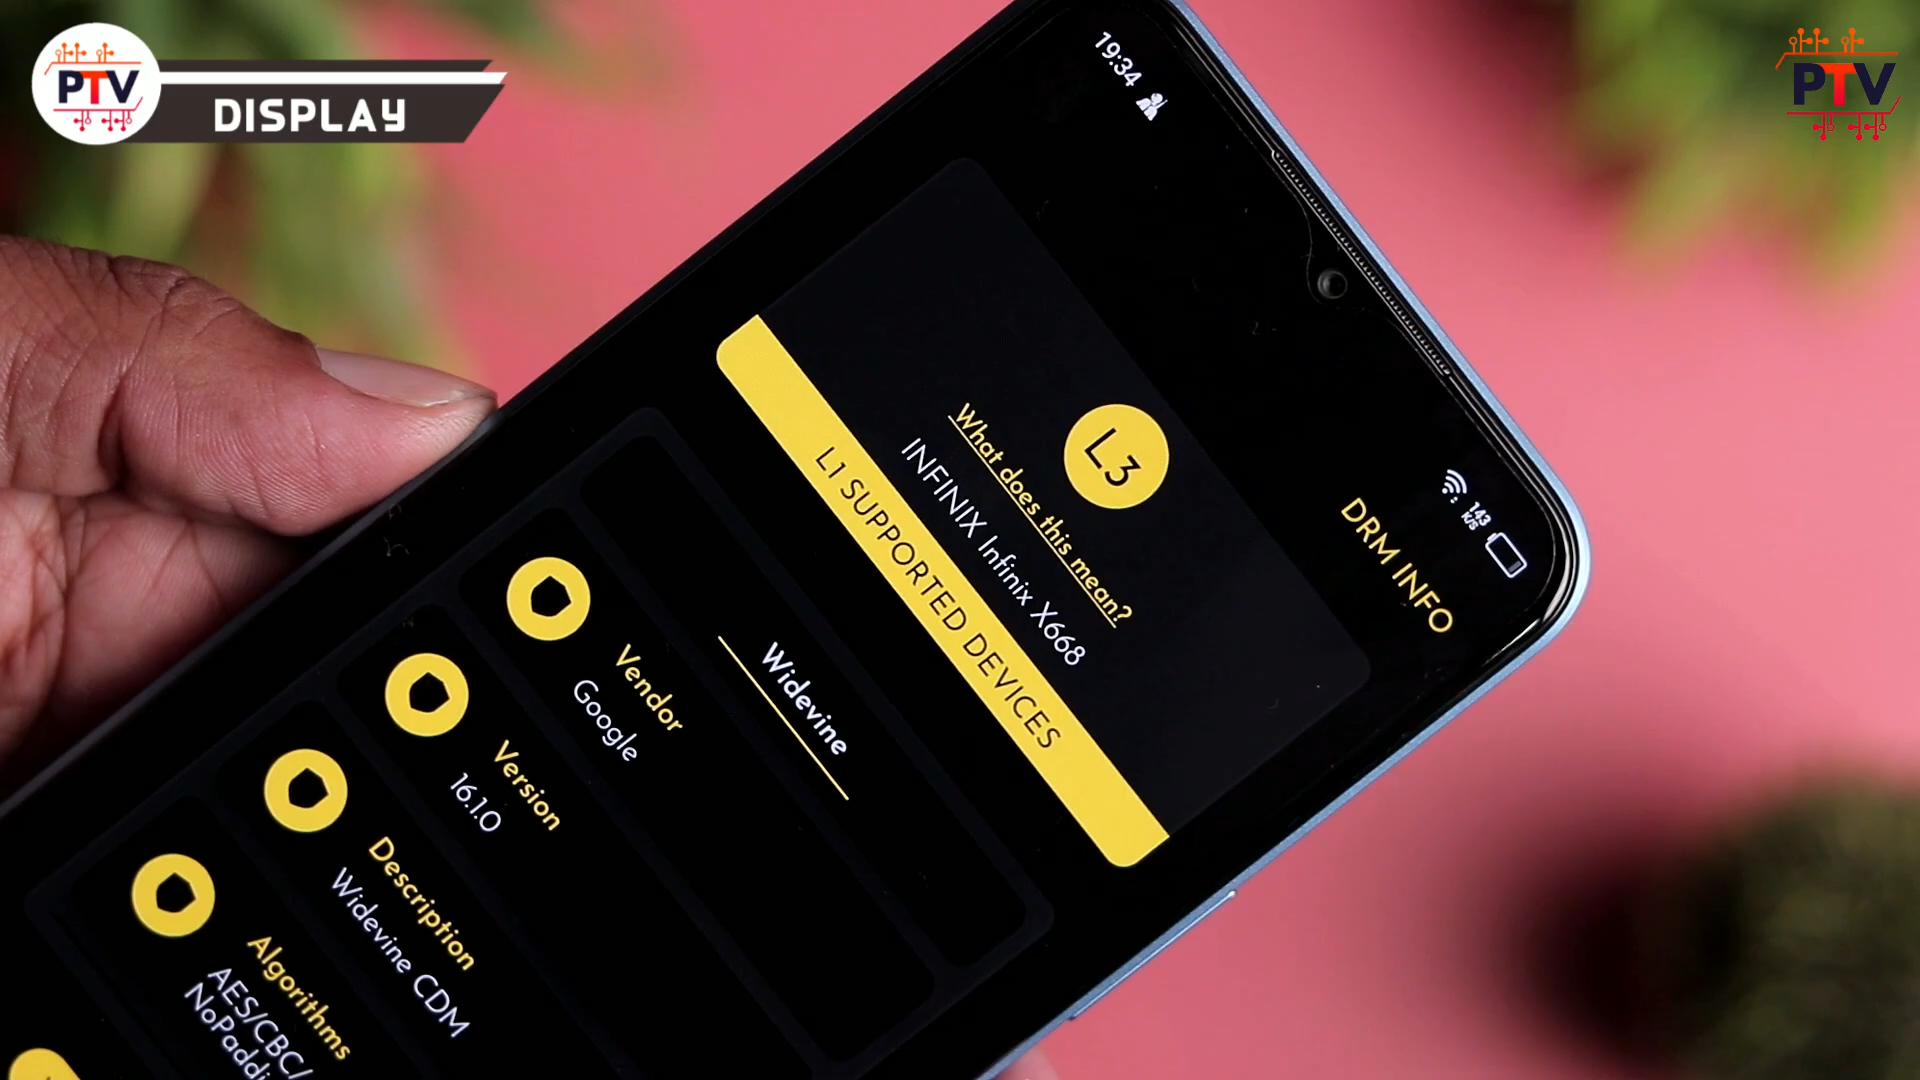 PTV
DISPLAY
PTV
19:34
143
K/S
DRM INFO
L3
What does this mean?
INFINIX Infinix X668
L1 SUPPORTED DEVICES
Widevine
Vendor
Google
Version
16.1.0
Description
Widevine CDM
Algorithms
AES/CBC/
NoPaddi